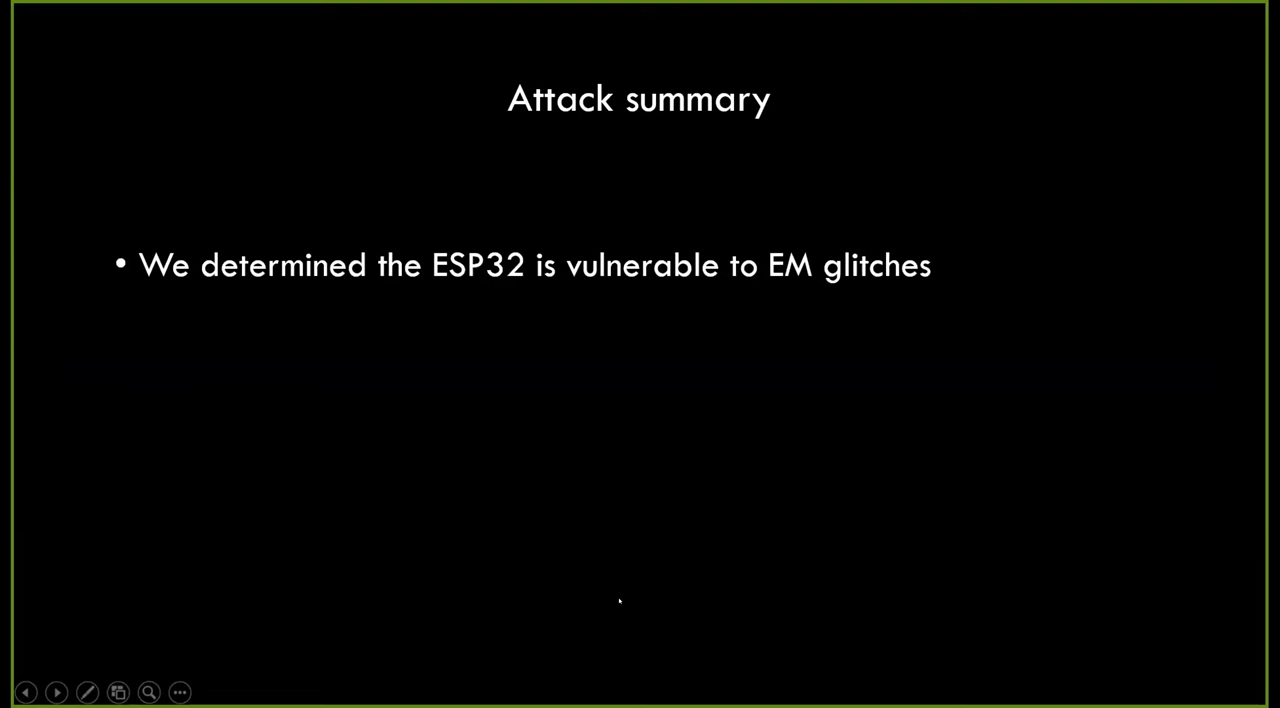 Attack summary
• We determined the ESP32 is vulnerable to EM glitches